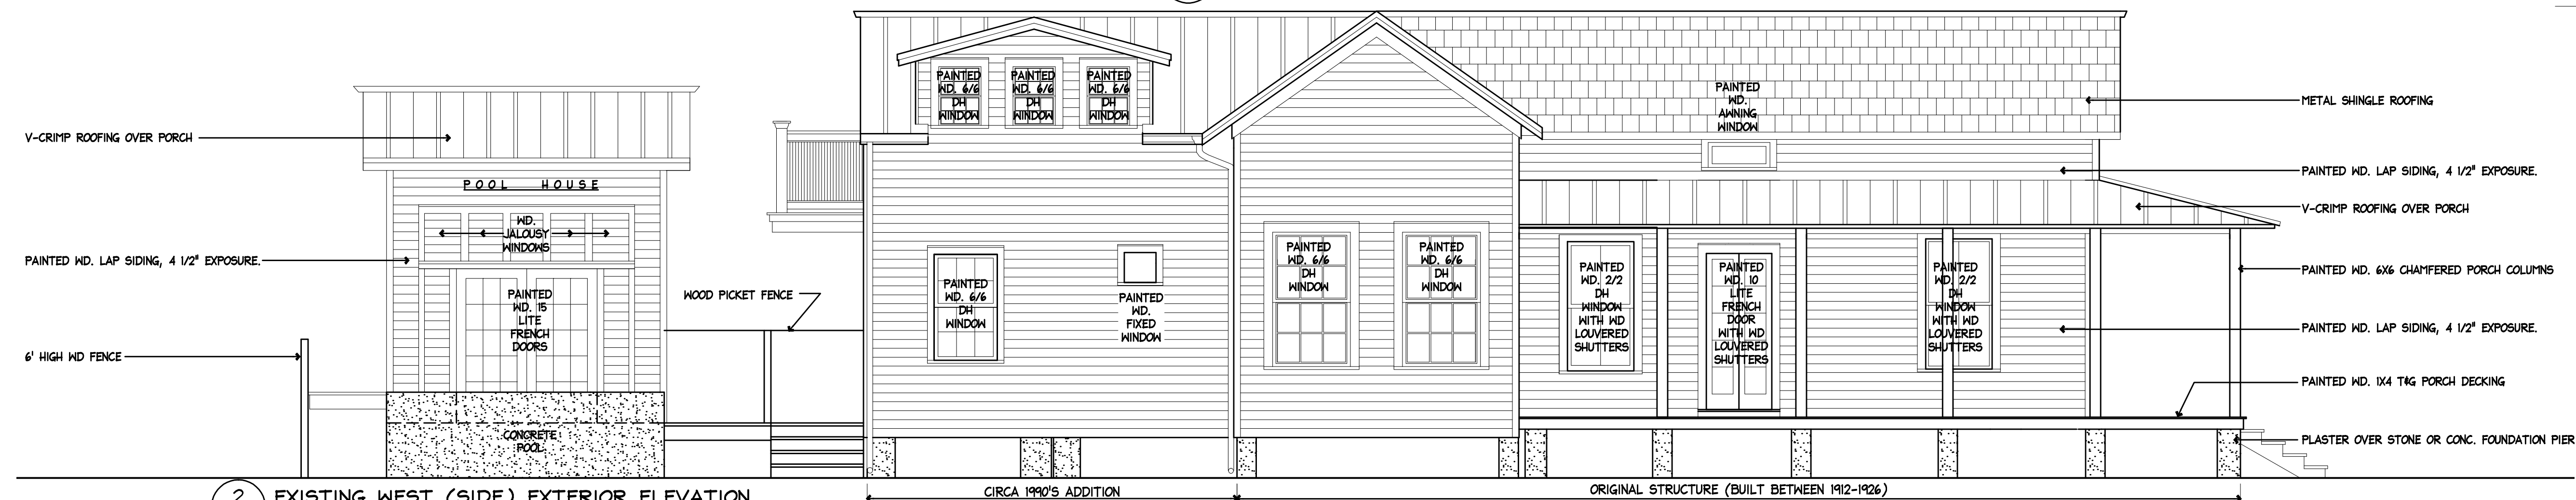 PAINTED
WD. 6/6
DH
WINDOW
PAINTED
WD. 6/6
DH
WINDOW
PAINTED
WD. 6/6
DH
WINDOW
PAINTED
WD.
AWNING
WINDOW
METAL SHINGLE ROOFING
V-CRIMP ROOFING OVER PORCH
PAINTED WD. LAP SIDING, 4 1/2" EXPOSURE.
POOL HOUSE
V-CRIMP ROOFING OVER PORCH
WD.
JALOUSY
WINDOWS
PAINTED WD. LAP SIDING, 4 1/2" EXPOSURE.
PAINTED
WD. 15
LITE
FRENCH
DOORS
WOOD PICKET FENCE
PAINTED
WD. 6/6
DH
WINDOW
PAINTED
WD.
FIXED
WINDOW
PAINTED
WD. 6/6
DH
WINDOW
PAINTED
WD. 6/6
DH
WINDOW
PAINTED
WD. 2/2
DH
WINDOW
WITH WD
LOUVERED
SHUTTERS
PAINTED
WD. 10
LITE
FRENCH
DOOR
WITH WD
LOUVERED
SHUTTERS
PAINTED
WD. 2/2
DH
WINDOW
WITH WD
LOUVERED
SHUTTERS
PAINTED WD. 6X6 CHAMFERED PORCH COLUMNS
PAINTED WD. LAP SIDING, 4 1/2" EXPOSURE.
6' HIGH WD FENCE
PAINTED WD. 1X4 T&G PORCH DECKING
CONCRETE
POOL
PLASTER OVER STONE OR CONC. FOUNDATION PIER
2 EXISTING WEST (SIDE) EXTERIOR ELEVATION
CIRCA 1990'S ADDITION
ORIGINAL STRUCTURE (BUILT BETWEEN 1912-1926)